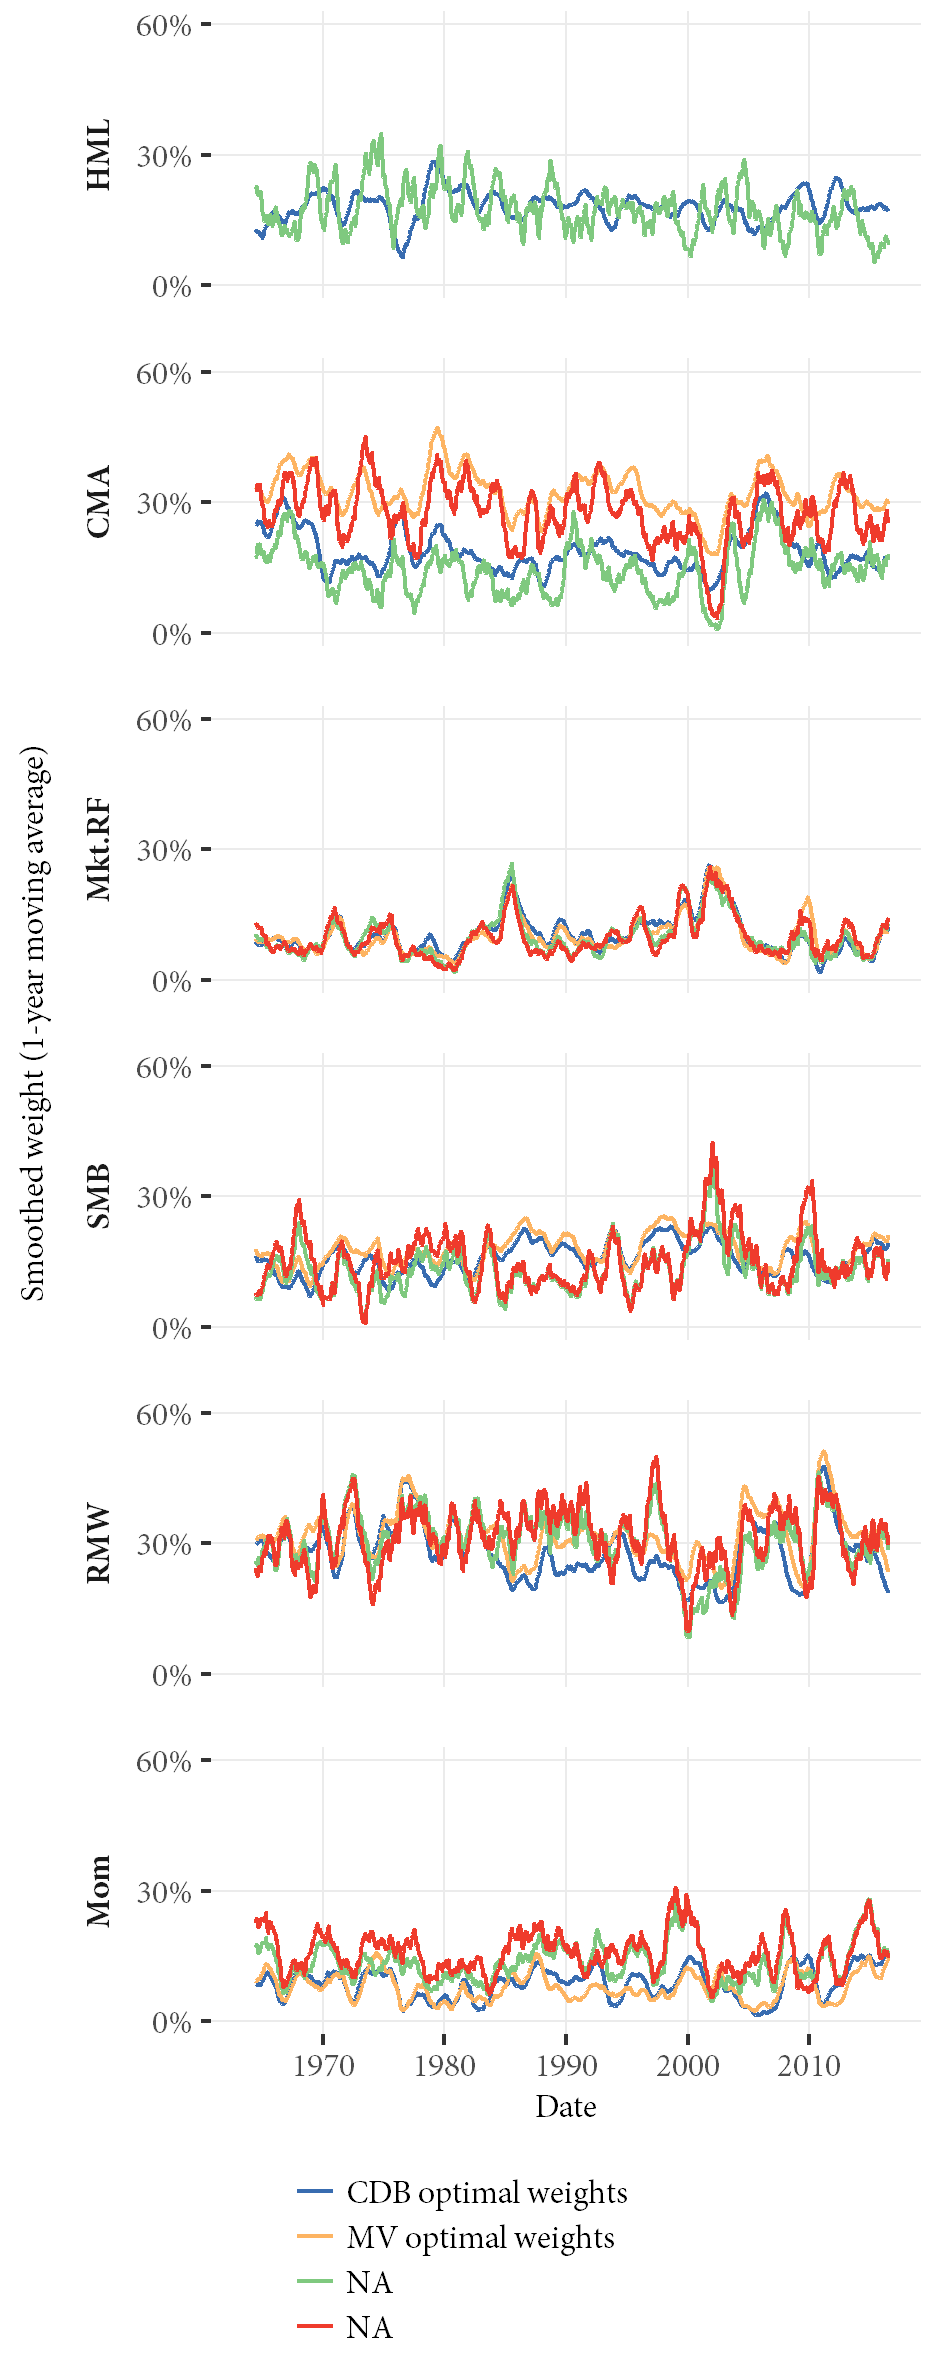 Smoothed weight (1-year moving average)
HML
60%
30%
0%
CMA
60%
30%
0%
Mkt.RF
60%
30%
0%
SMB
60%
30%
0%
RMW
60%
30%
0%
Mom
60%
30%
0%
1970 1980 1990 2000 2010
Date
CDB optimal weights
MV optimal weights
NA
NA